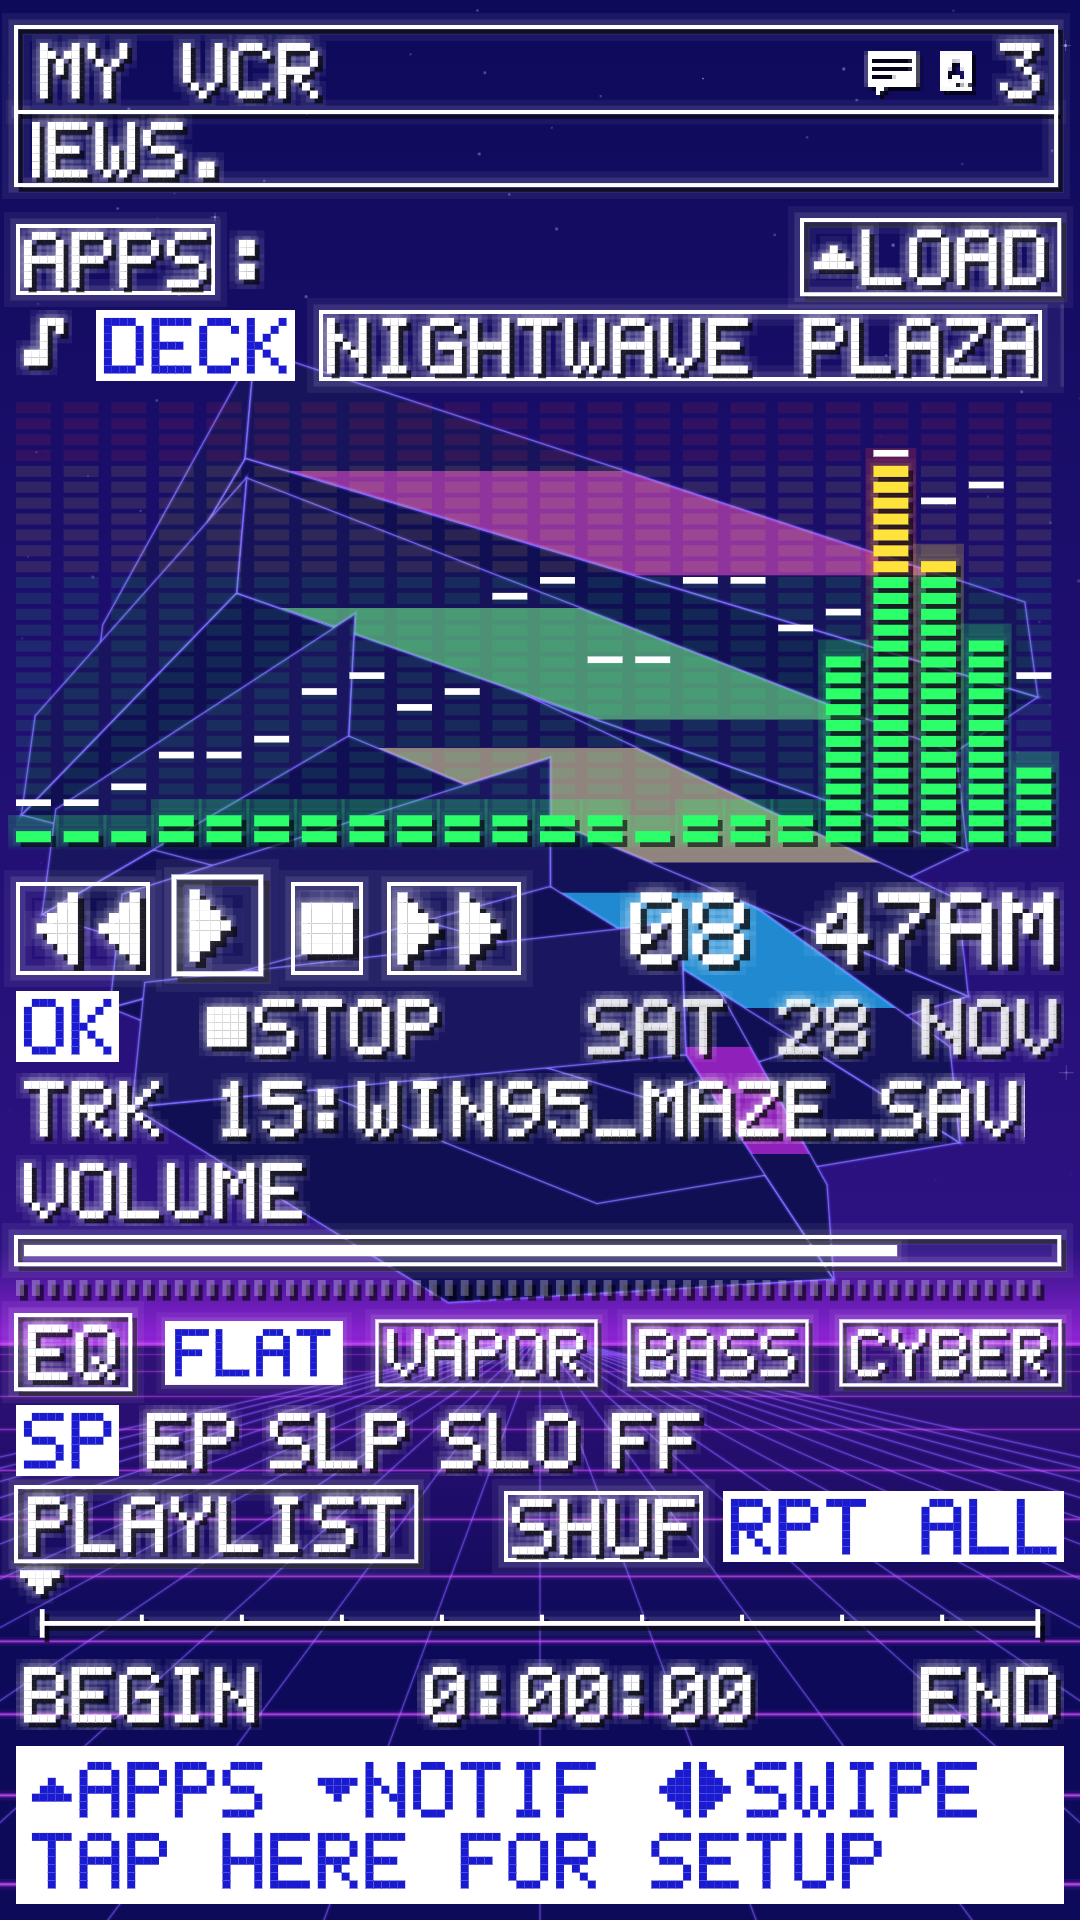 MY VCR 3
IEWS.
APPS: ▲LOAD
♪ DECK NIGHTWAVE PLAZA
08 47AM
OK ■STOP SAT 28 NOV
TRK 15:WIN95_MAZE_SAV
VOLUME
EQ FLAT VAPOR BASS CYBER
SP EP SLP SLO FF
PLAYLIST SHUF RPT ALL
▼
BEGIN 0:00:00 END
▲APPS ▼NOTIF ◀▶SWIPE
TAP HERE FOR SETUP